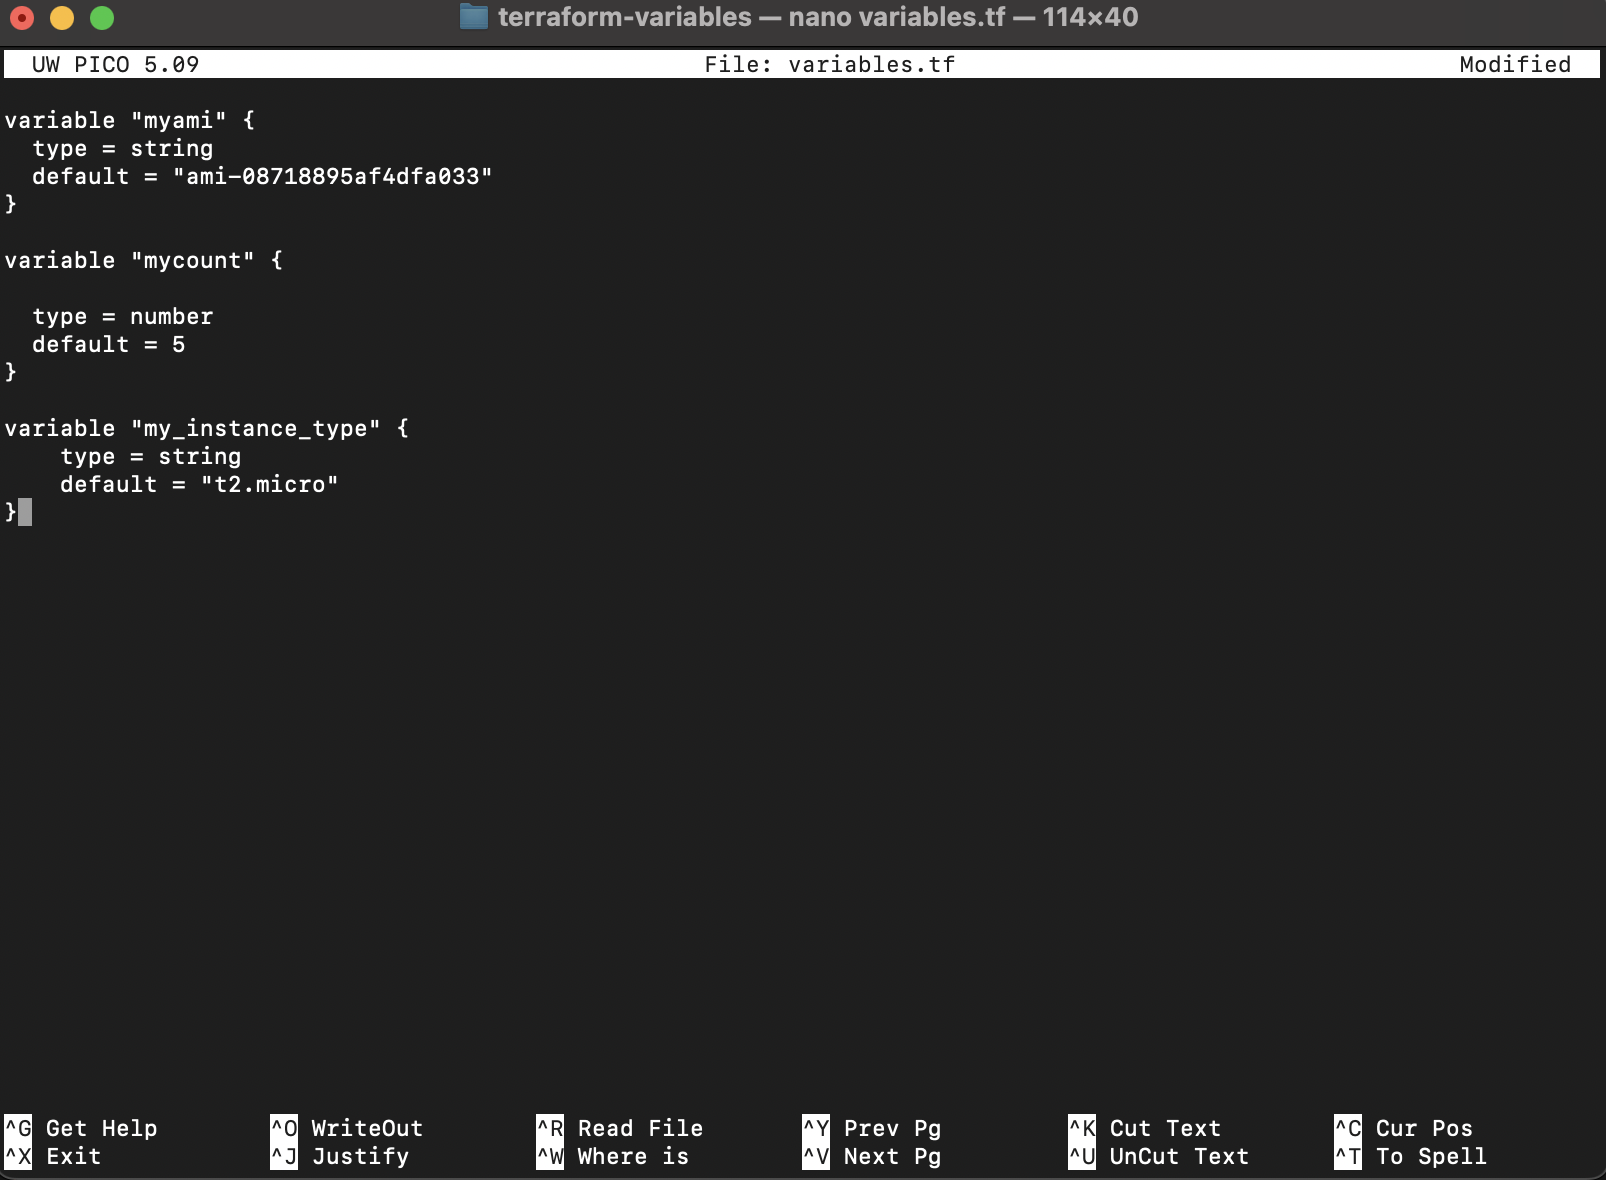 terraform-variables — nano variables.tf — 114×40
UW PICO 5.09 File: variables.tf Modified
variable "myami" {
  type = string
  default = "ami-08718895af4dfa033"
}
variable "mycount" {
  type = number
  default = 5
}
variable "my_instance_type" {
    type = string
    default = "t2.micro"
}
^G Get Help ^O WriteOut ^R Read File ^Y Prev Pg ^K Cut Text ^C Cur Pos
^X Exit ^J Justify ^W Where is ^V Next Pg ^U UnCut Text ^T To Spell